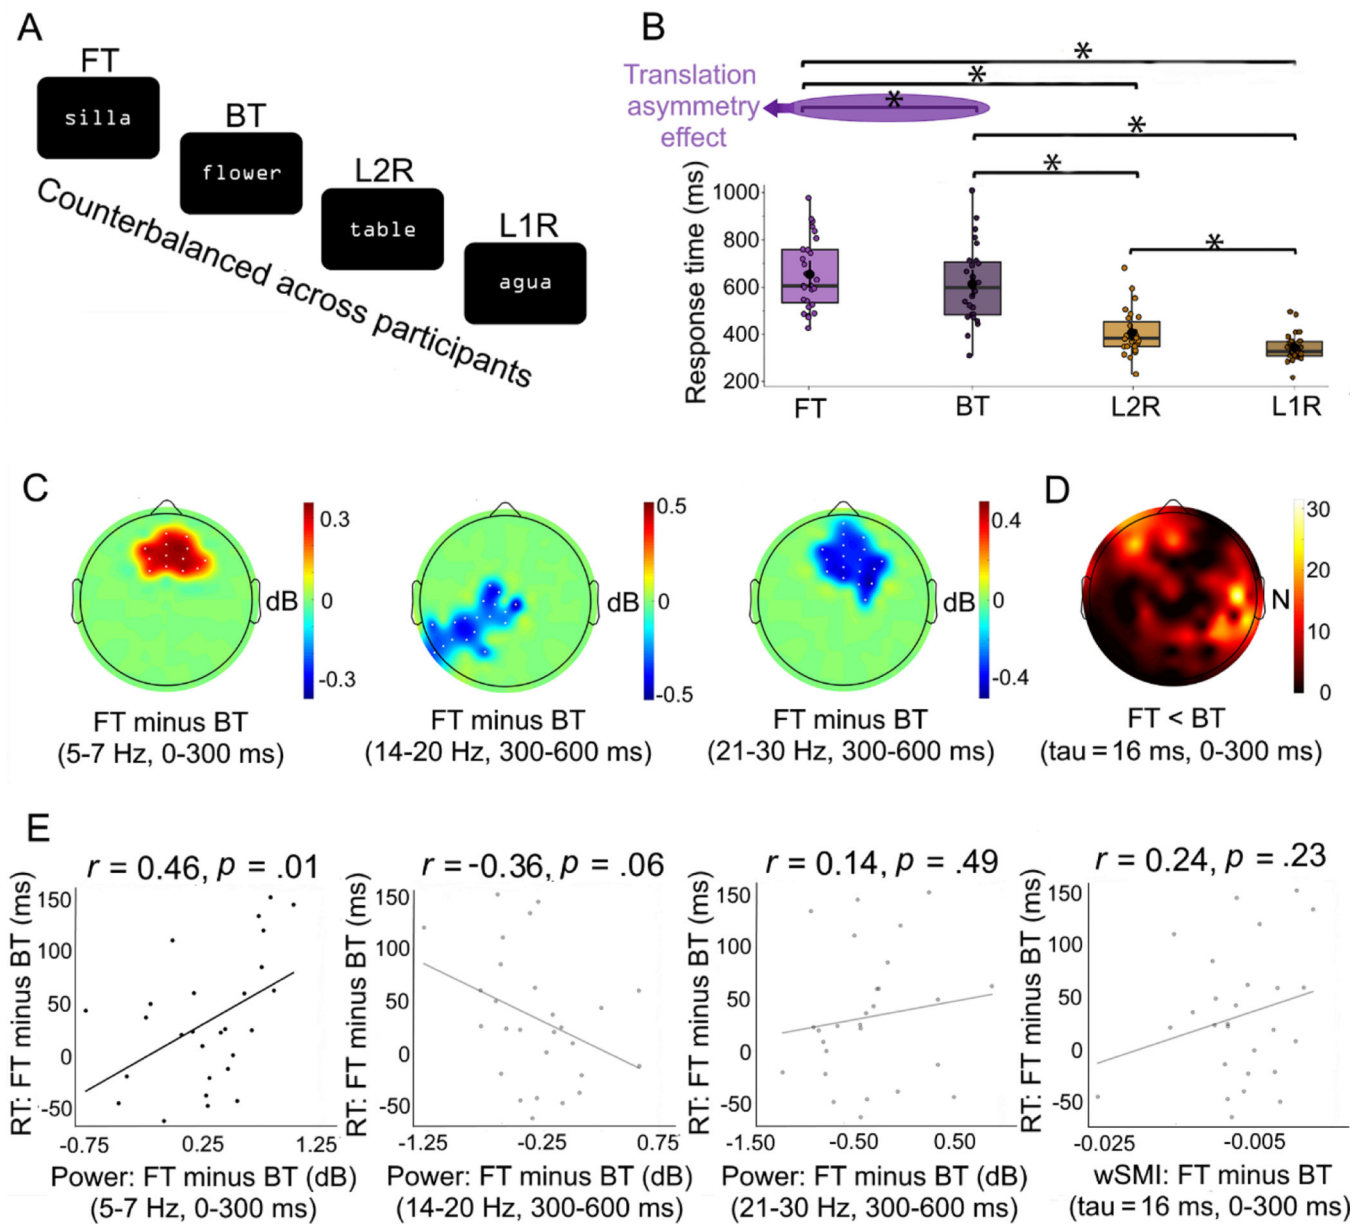 A
FT
silla
BT
flower
L2R
table
L1R
agua
Counterbalanced across participants
B
Translation
asymmetry
effect
*
*
*
*
*
*
Response time (ms)
1000
800
600
400
200
FT
BT
L2R
L1R
C
0.3
dB
0
-0.3
FT minus BT
(5-7 Hz, 0-300 ms)
0.5
dB
0
-0.5
FT minus BT
(14-20 Hz, 300-600 ms)
0.4
dB
0
-0.4
FT minus BT
(21-30 Hz, 300-600 ms)
D
30
20
N
10
0
FT < BT
(tau = 16 ms, 0-300 ms)
E
r = 0.46, p = .01
RT: FT minus BT (ms)
150
100
50
0
-50
-0.75 0.25 1.25
Power: FT minus BT (dB)
(5-7 Hz, 0-300 ms)
r = -0.36, p = .06
RT: FT minus BT (ms)
150
100
50
0
-50
-1.25 -0.25 0.75
Power: FT minus BT (dB)
(14-20 Hz, 300-600 ms)
r = 0.14, p = .49
RT: FT minus BT (ms)
150
100
50
0
-50
-1.50 -0.50 0.50
Power: FT minus BT (dB)
(21-30 Hz, 300-600 ms)
r = 0.24, p = .23
RT: FT minus BT (ms)
150
100
50
0
-50
-0.025 -0.005
wSMI: FT minus BT
(tau = 16 ms, 0-300 ms)